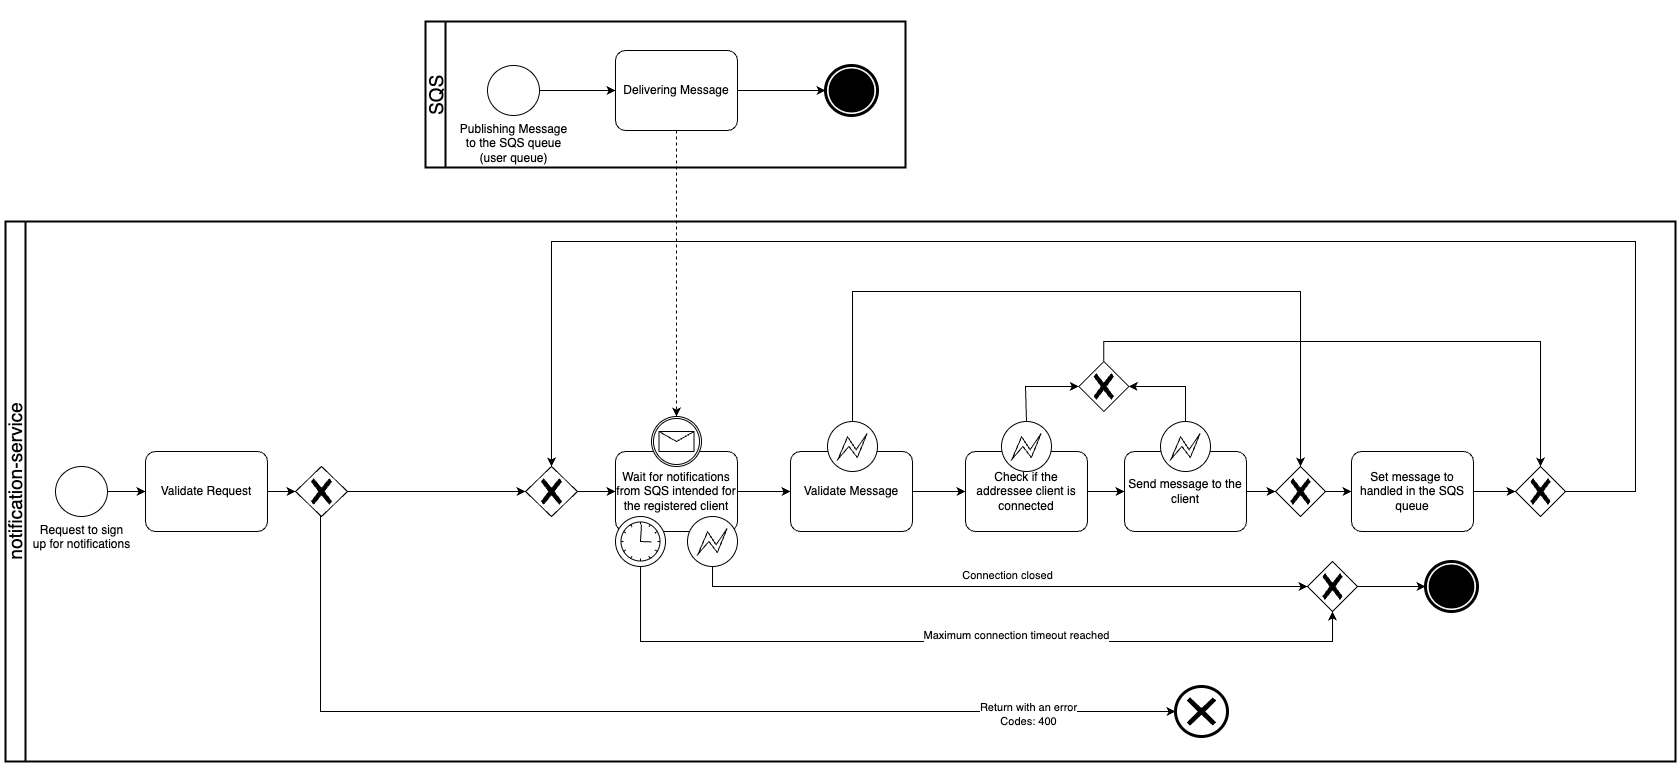 SQS
Delivering Message
Publishing Message
to the SQS queue
(user queue)
notification-service
Request to sign
up for notifications
Validate Request
Wait for notifications
from SQS intended for
the registered client
Validate Message
Check if the
addressee client is
connected
Send message to the
client
Set message to
handled in the SQS
queue
Connection closed
Maximum connection timeout reached
Return with an error
Codes: 400